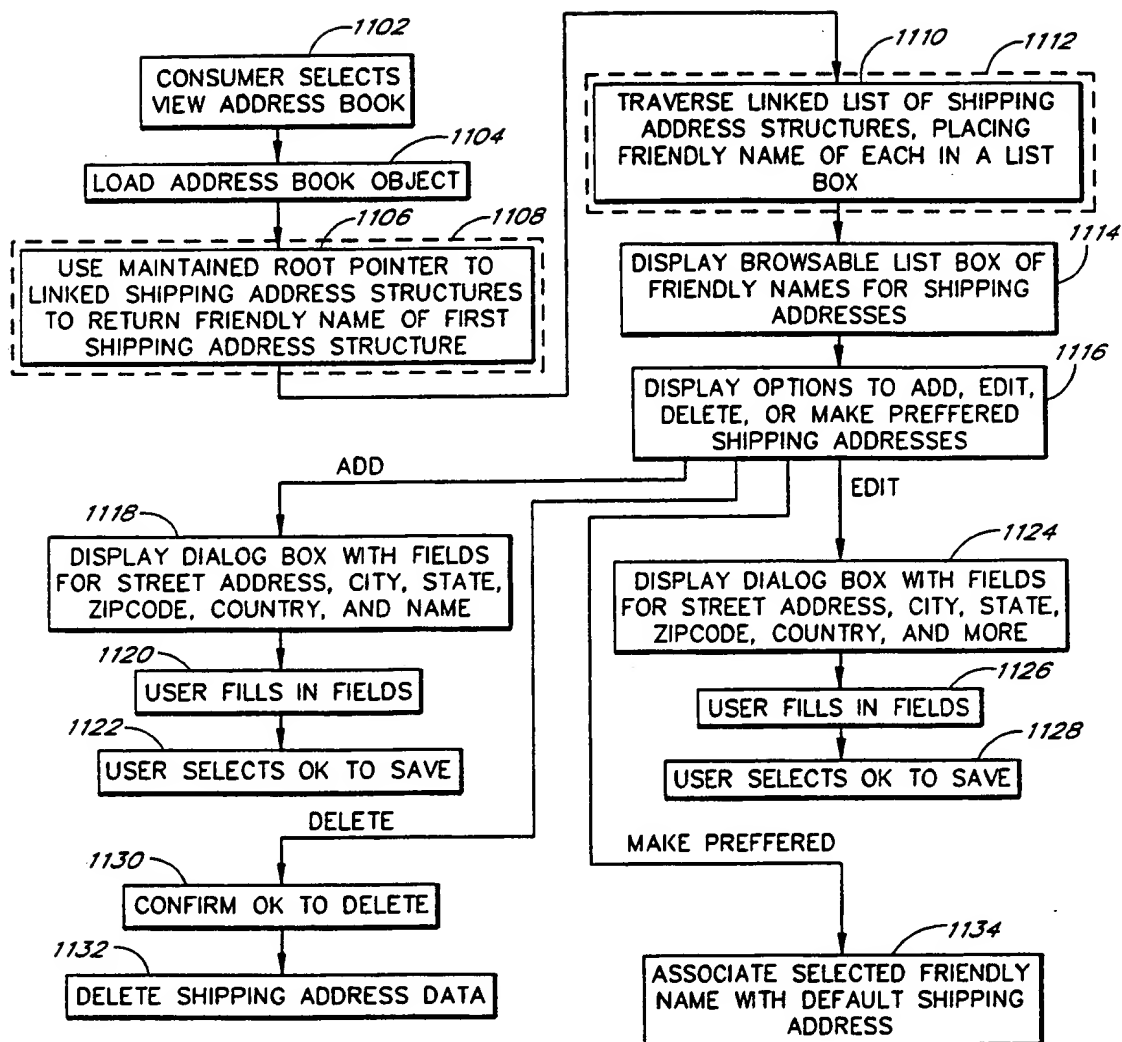 1102
CONSUMER SELECTS
VIEW ADDRESS BOOK
1104
LOAD ADDRESS BOOK OBJECT
1106
1108
USE MAINTAINED ROOT POINTER TO
LINKED SHIPPING ADDRESS STRUCTURES
TO RETURN FRIENDLY NAME OF FIRST
SHIPPING ADDRESS STRUCTURE
1110
1112
TRAVERSE LINKED LIST OF SHIPPING
ADDRESS STRUCTURES, PLACING
FRIENDLY NAME OF EACH IN A LIST
BOX
1114
DISPLAY BROWSABLE LIST BOX OF
FRIENDLY NAMES FOR SHIPPING
ADDRESSES
1116
DISPLAY OPTIONS TO ADD, EDIT,
DELETE, OR MAKE PREFFERED
SHIPPING ADDRESSES
ADD
1118
DISPLAY DIALOG BOX WITH FIELDS
FOR STREET ADDRESS, CITY, STATE,
ZIPCODE, COUNTRY, AND NAME
1120
USER FILLS IN FIELDS
1122
USER SELECTS OK TO SAVE
EDIT
1124
DISPLAY DIALOG BOX WITH FIELDS
FOR STREET ADDRESS, CITY, STATE,
ZIPCODE, COUNTRY, AND MORE
1126
USER FILLS IN FIELDS
1128
USER SELECTS OK TO SAVE
DELETE
1130
CONFIRM OK TO DELETE
1132
DELETE SHIPPING ADDRESS DATA
MAKE PREFFERED
1134
ASSOCIATE SELECTED FRIENDLY
NAME WITH DEFAULT SHIPPING
ADDRESS